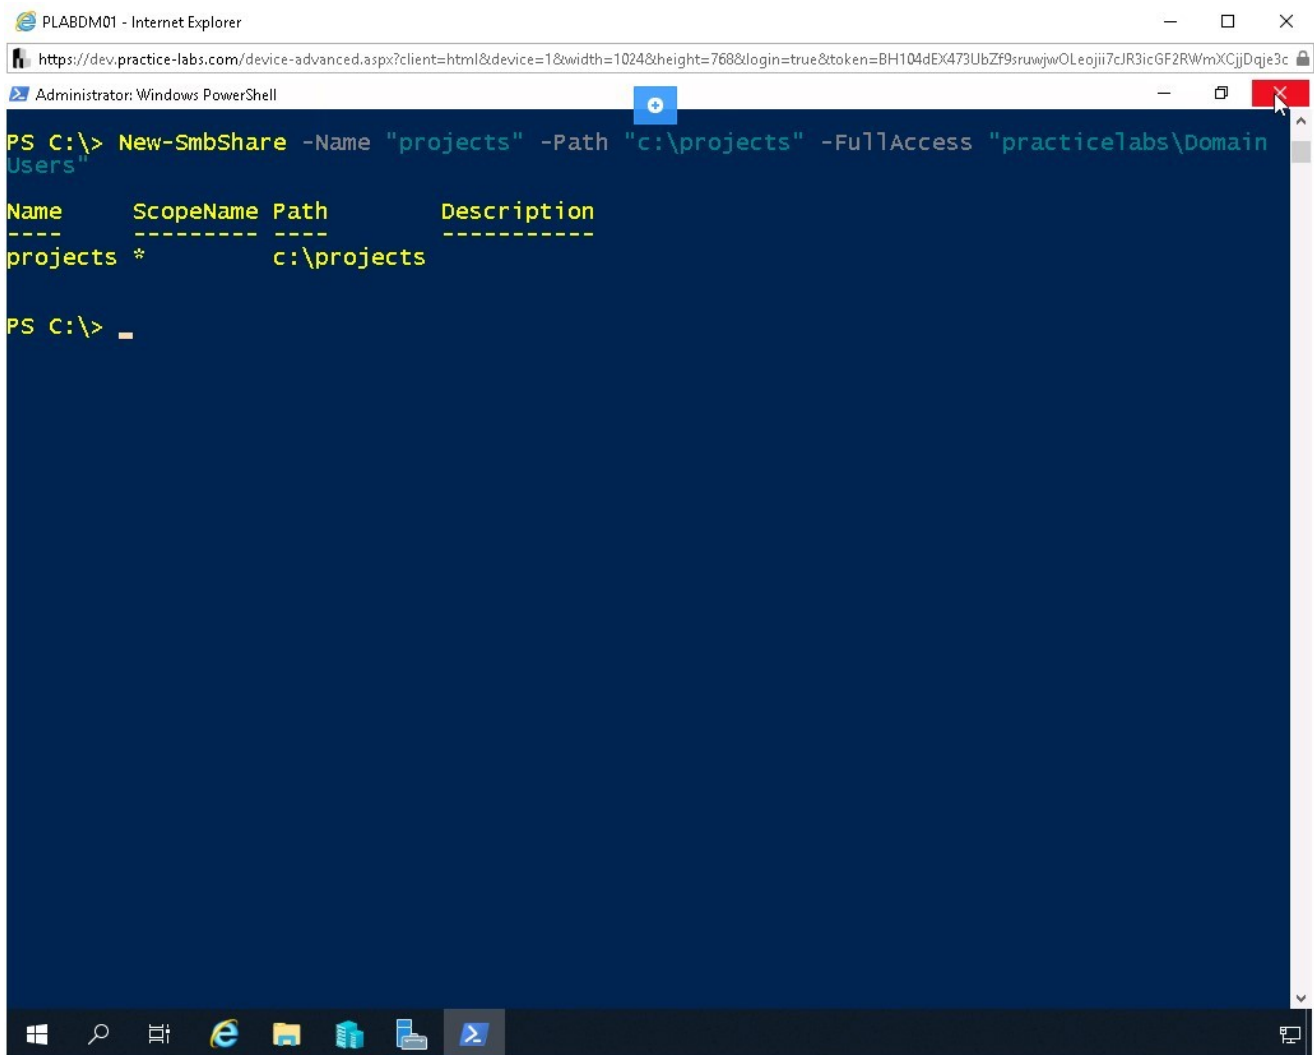 PLABDM01 - Internet Explorer
https://dev.practice-labs.com/device-advanced.aspx?client=html&device=1&width=1024&height=768&login=true&token=BH104dEX473UbZf9sruwjwOLeojii7cJR3icGF2RWmXCjjDqje3c
Administrator: Windows PowerShell
PS C:\> New-SmbShare -Name "projects" -Path "c:\projects" -FullAccess "practicelabs\Domain
Users"
Name ScopeName Path Description
---- --------- ---- -----------
projects * c:\projects
PS C:\>